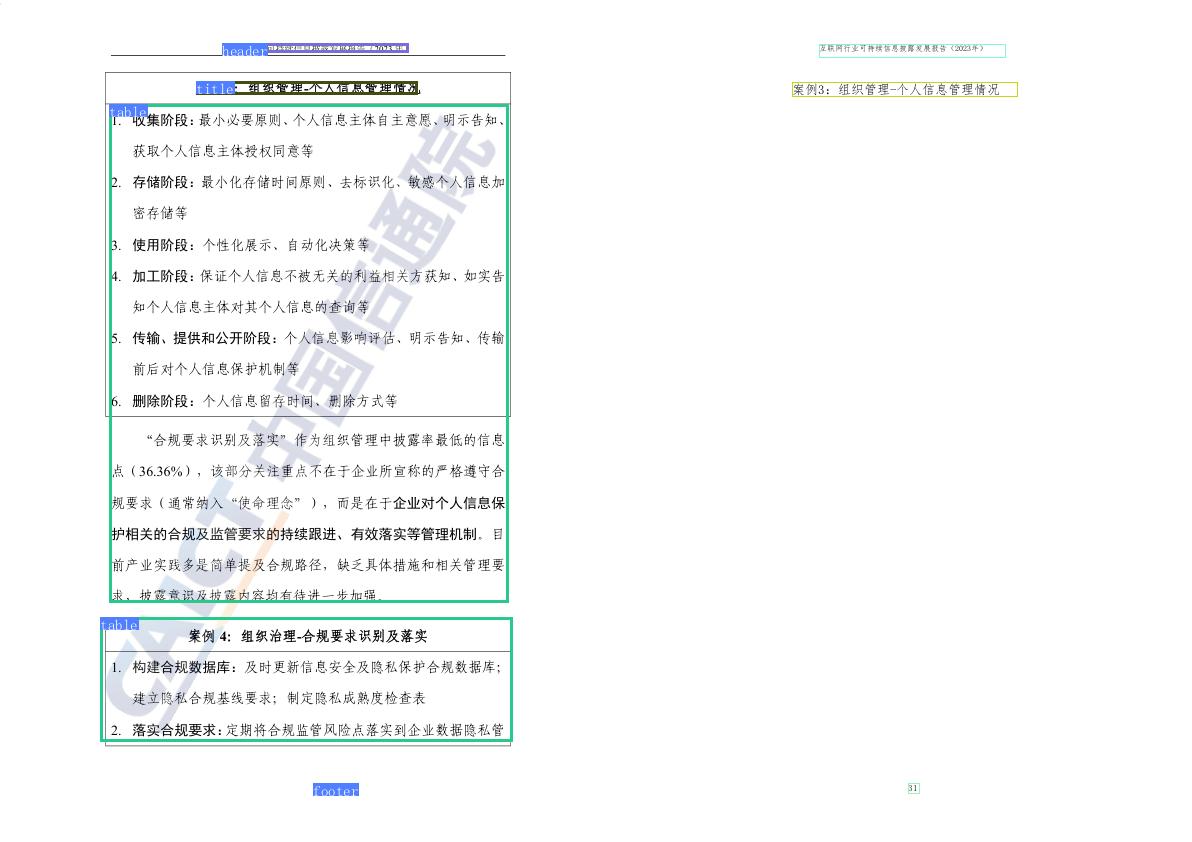 header
互联网行业可持续信息披露发展报告（2023年）
title：组织管理-个人信息管理情况
table
1. 收集阶段：最小必要原则、个人信息主体自主意愿、明示告知、
获取个人信息主体授权同意等
2. 存储阶段：最小化存储时间原则、去标识化、敏感个人信息加
密存储等
3. 使用阶段：个性化展示、自动化决策等
4. 加工阶段：保证个人信息不被无关的利益相关方获知、如实告
知个人信息主体对其个人信息的查询等
5. 传输、提供和公开阶段：个人信息影响评估、明示告知、传输
前后对个人信息保护机制等
6. 删除阶段：个人信息留存时间、删除方式等
“合规要求识别及落实”作为组织管理中披露率最低的信息
点（36.36%），该部分关注重点不在于企业所宣称的严格遵守合
规要求（通常纳入“使命理念”），而是在于企业对个人信息保
护相关的合规及监管要求的持续跟进、有效落实等管理机制。目
前产业实践多是简单提及合规路径，缺乏具体措施和相关管理要
求，披露意识及披露内容均有待进一步加强。
table
案例 4：组织治理-合规要求识别及落实
1. 构建合规数据库：及时更新信息安全及隐私保护合规数据库；
建立隐私合规基线要求；制定隐私成熟度检查表
2. 落实合规要求：定期将合规监管风险点落实到企业数据隐私管
footer
CAICT 中国信通院
互联网行业可持续信息披露发展报告（2023年）
案例3：组织管理-个人信息管理情况
31